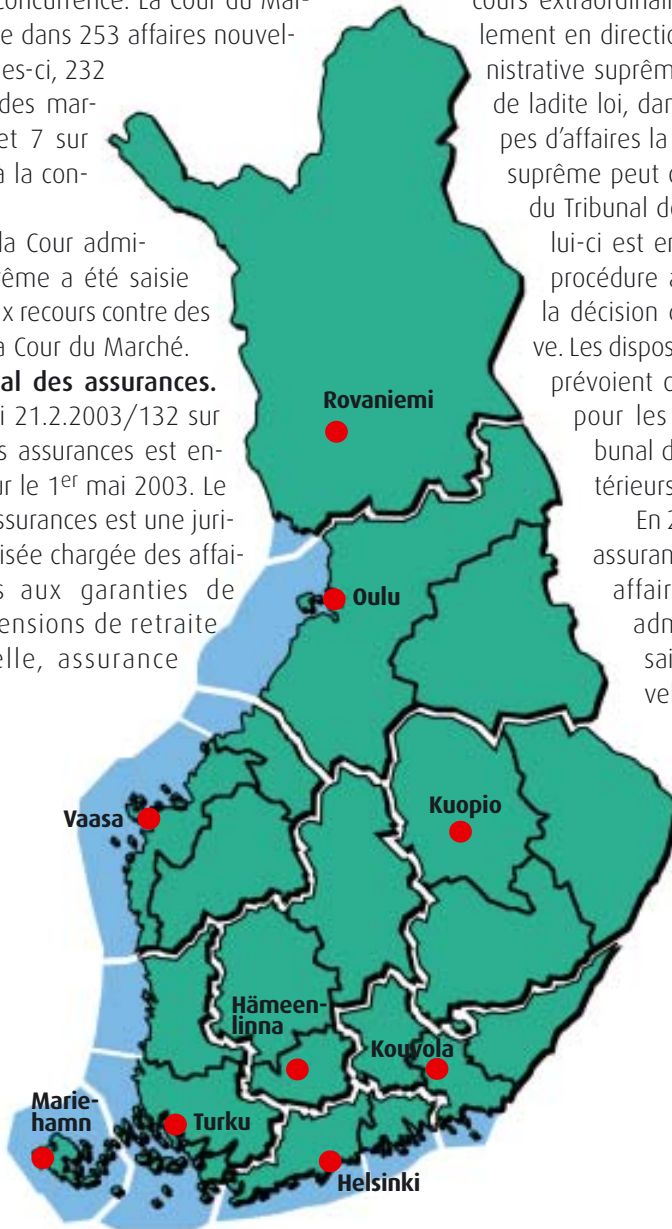 concurrence. La Cour du Mar-
e dans 253 affaires nouvel-
es-ci, 232
des mar-
et 7 sur
à la con-
la Cour admi-
rême a été saisie
x recours contre des
a Cour du Marché.
al des assurances.
i 21.2.2003/132 sur
s assurances est en-
ur le 1er mai 2003. Le
assurances est une juri-
isée chargée des affai-
s aux garanties de
ensions de retraite
elle, assurance
cours extraordinai
lement en directio
nistrative suprêm
de ladite loi, dan
pes d'affaires la
suprême peut c
du Tribunal de
lui-ci est en
procédure a
la décision c
ve. Les dispos
prévoient c
pour les
bunal d
térieurs
En 2
assuran
affair
adn
sai
ve
Rovaniemi
Oulu
Vaasa
Kuopio
Hämeen-
linna
Kouvola
Marie-
hamn
Turku
Helsinki